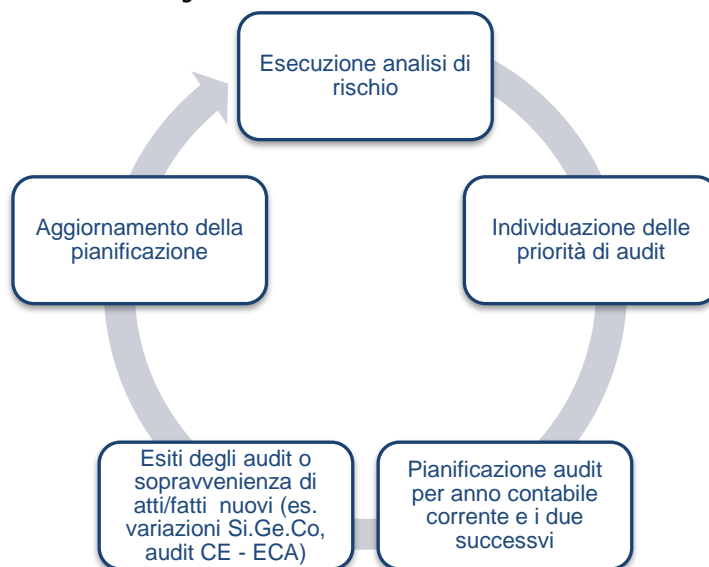 Esecuzione analisi di
rischio
Individuazione delle
priorità di audit
Pianificazione audit
per anno contabile
corrente e i due
successvi
Esiti degli audit o
sopravvenienza di
atti/fatti nuovi (es.
variazioni Si.Ge.Co,
audit CE - ECA)
Aggiornamento della
pianificazione